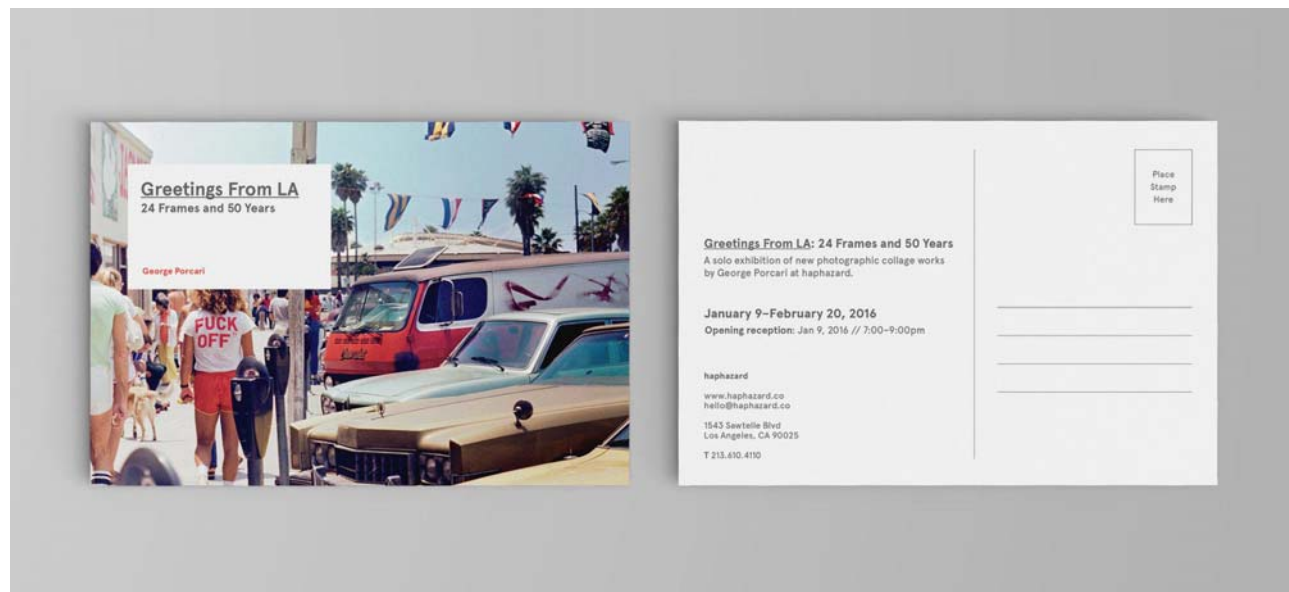 Greetings From LA
24 Frames and 50 Years
George Porcari
FUCK
OFF
Chevrolet
Greetings From LA: 24 Frames and 50 Years
A solo exhibition of new photographic collage works
by George Porcari at haphazard.
January 9–February 20, 2016
Opening reception: Jan 9, 2016 // 7:00–9:00pm
haphazard
www.haphazard.co
hello@haphazard.co
1543 Sawtelle Blvd
Los Angeles, CA 90025
T 213.610.4110
Place
Stamp
Here